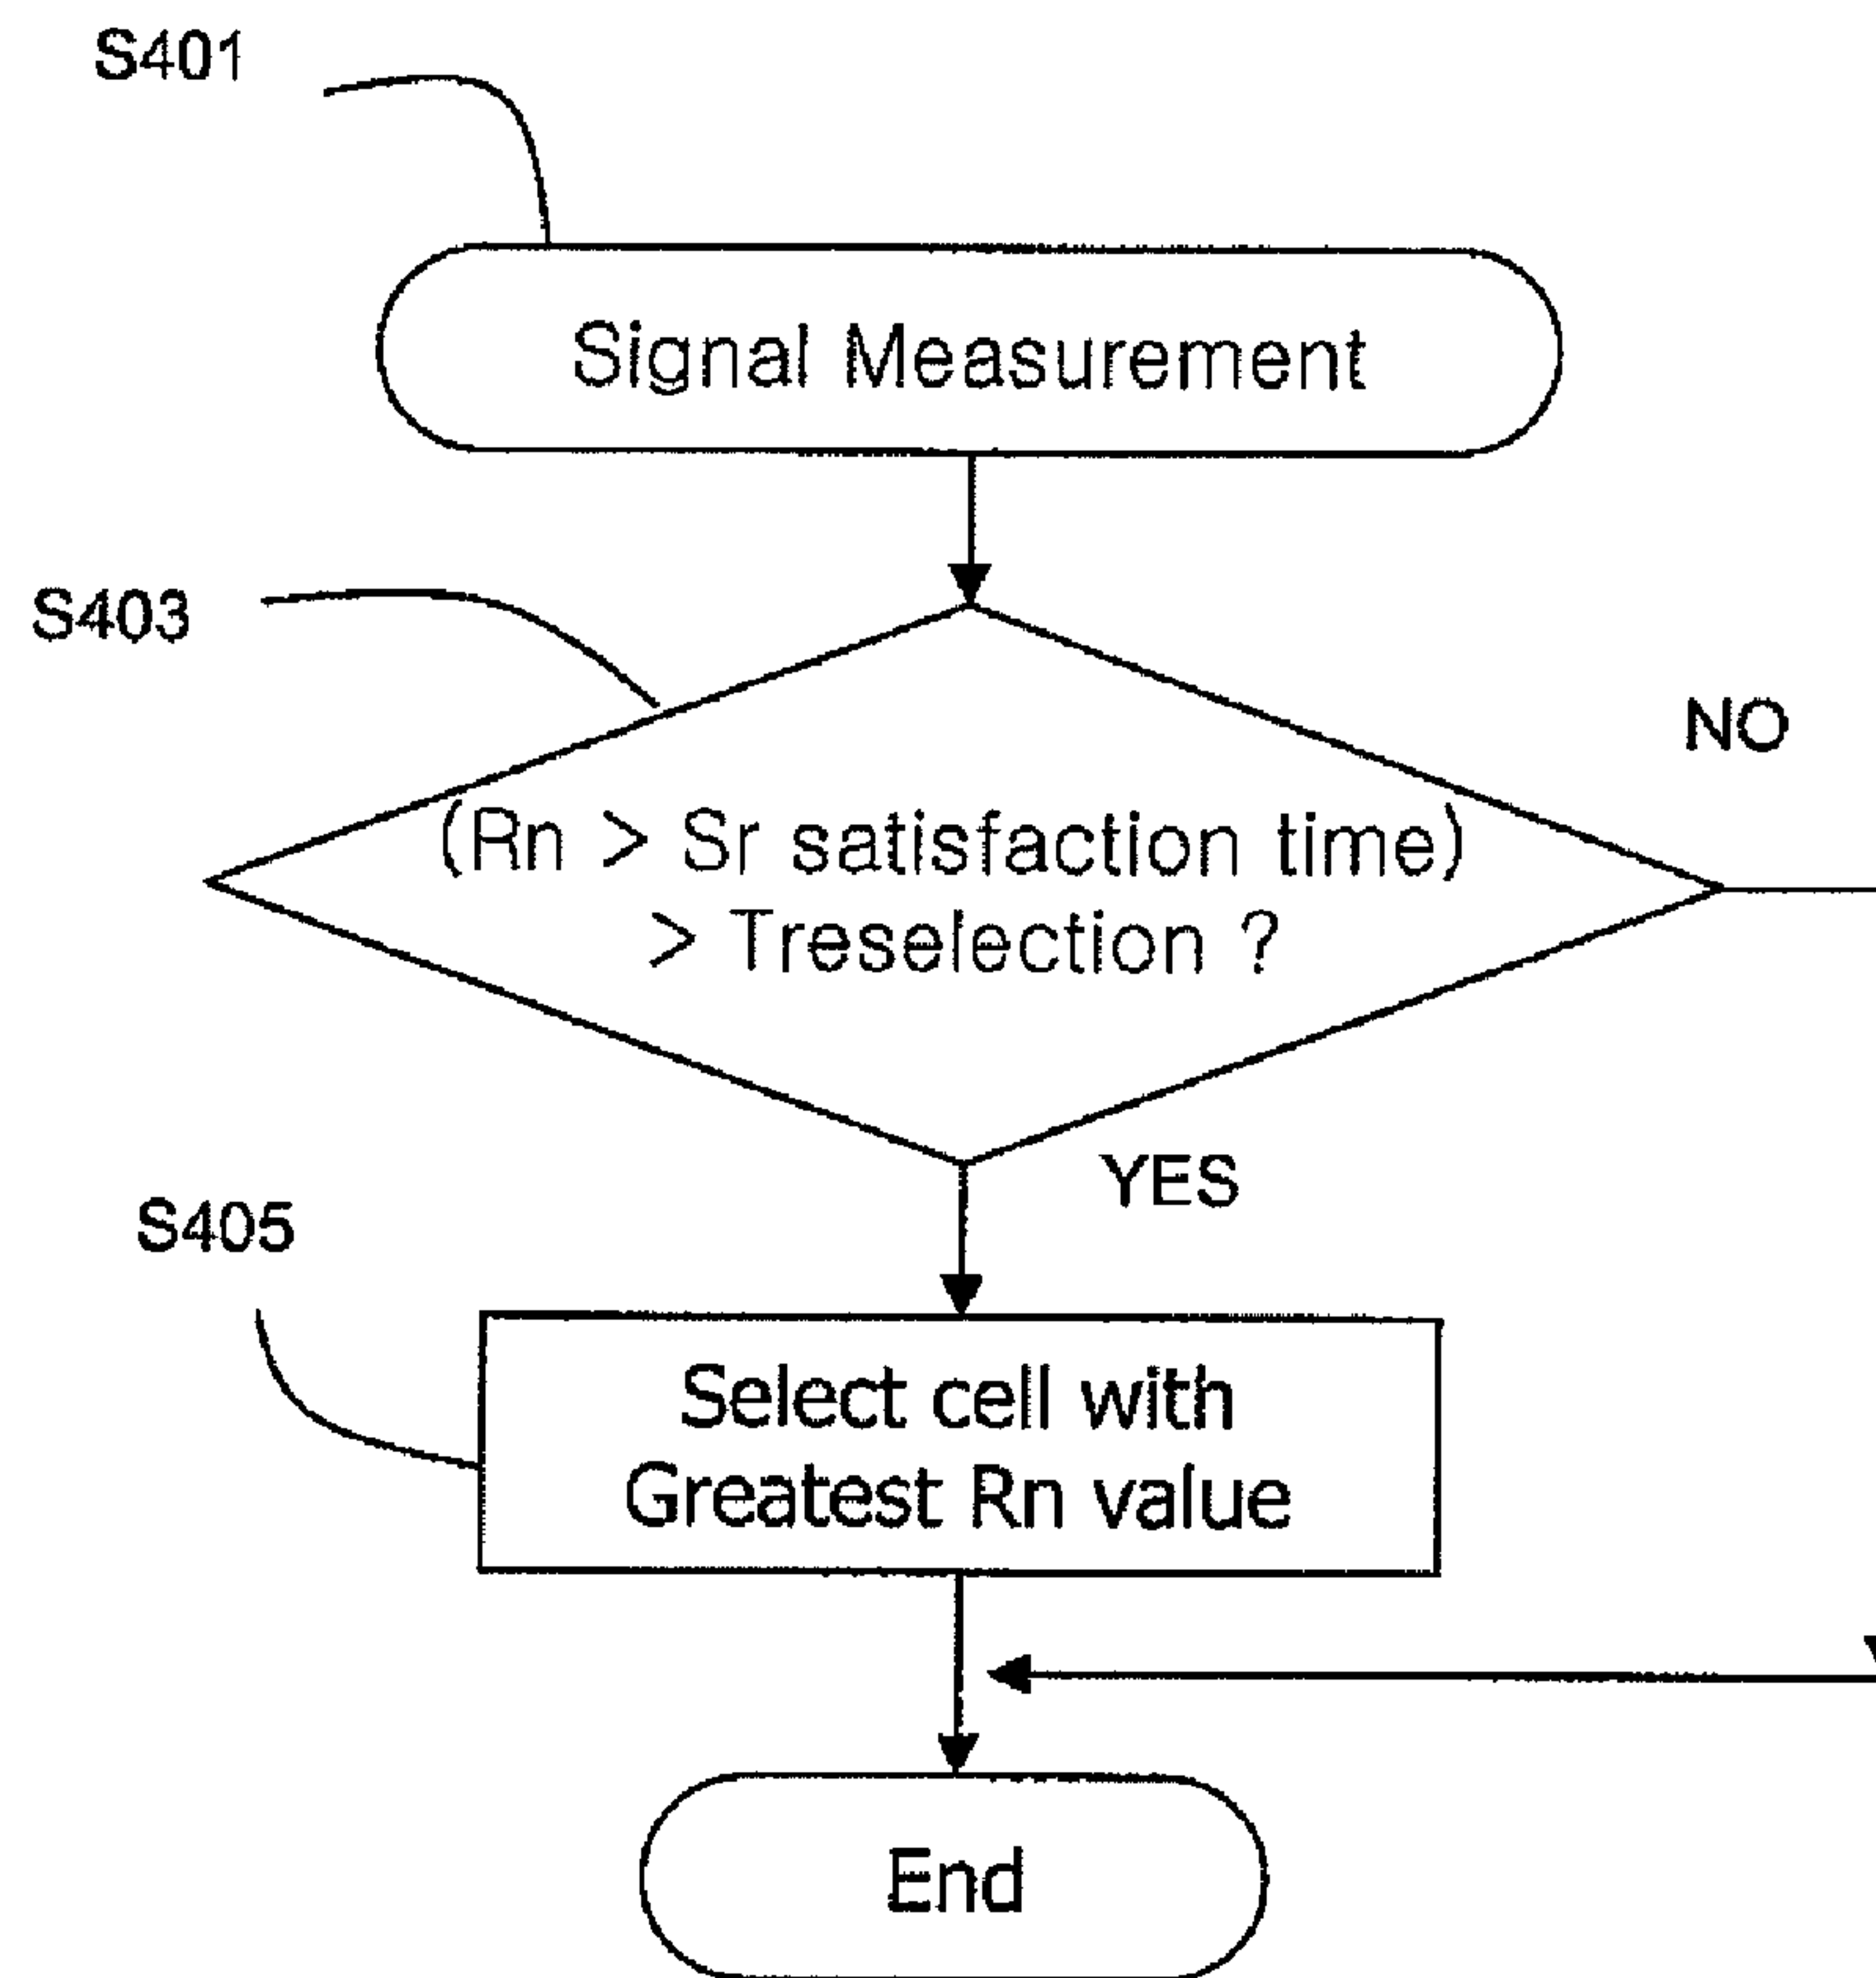 S401
Signal Measurement
S403
NO
(Rn > Sr satisfaction time)
> Treselection ?
YES
S405
Select cell with
Greatest Rn value
End